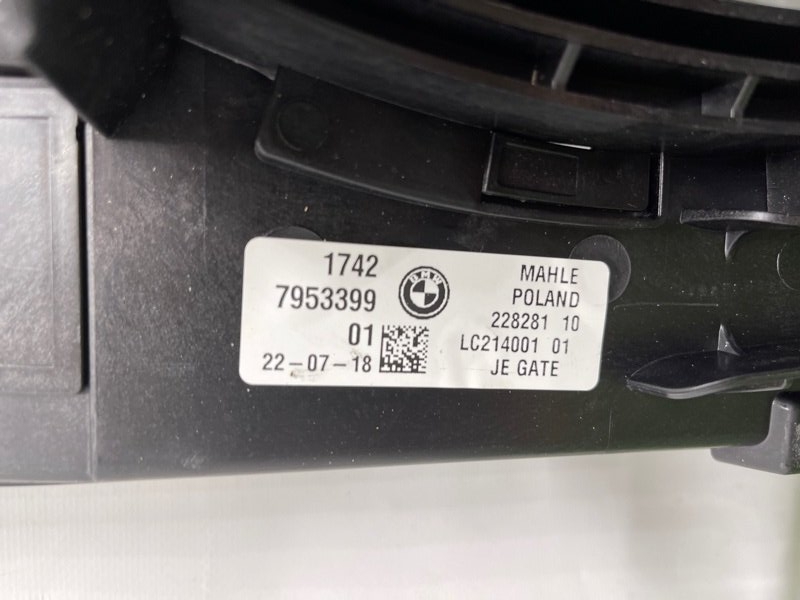 1742
7953399
01
22-07-18
BMW
MAHLE
POLAND
228281 10
LC214001 01
JE GATE